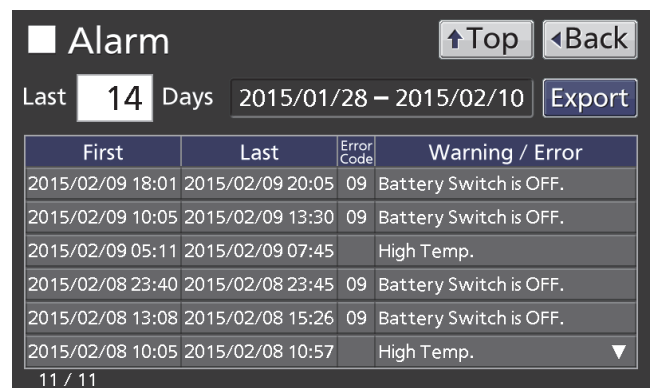 Alarm
Top
Back
Last 14 Days 2015/01/28 – 2015/02/10 Export
First Last Error Code Warning / Error
2015/02/09 18:01 2015/02/09 20:05 09 Battery Switch is OFF.
2015/02/09 10:05 2015/02/09 13:30 09 Battery Switch is OFF.
2015/02/09 05:11 2015/02/09 07:45 High Temp.
2015/02/08 23:40 2015/02/08 23:45 09 Battery Switch is OFF.
2015/02/08 13:08 2015/02/08 15:26 09 Battery Switch is OFF.
2015/02/08 10:05 2015/02/08 10:57 High Temp.
11 / 11